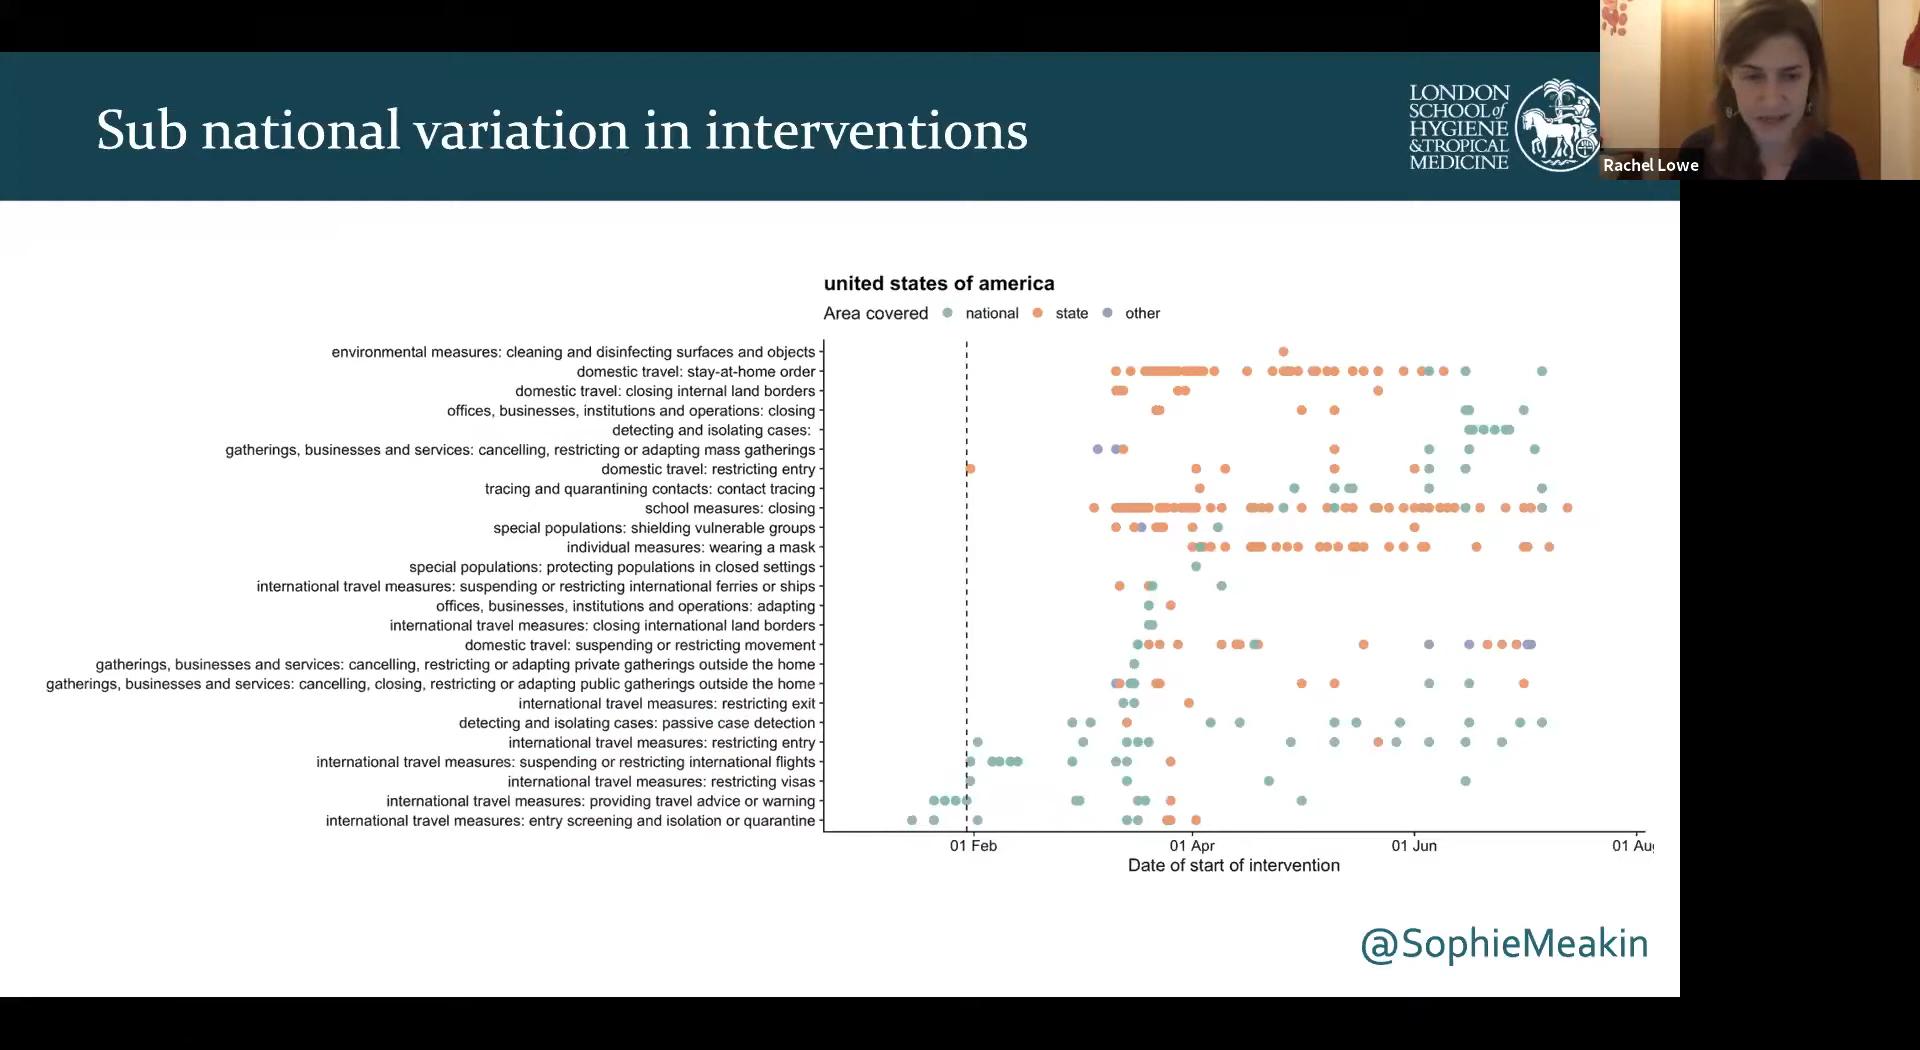 Sub national variation in interventions
LONDON
SCHOOL of
HYGIENE
&TROPICAL
MEDICINE
Rachel Lowe
united states of america
Area covered national state other
environmental measures: cleaning and disinfecting surfaces and objects
domestic travel: stay-at-home order
domestic travel: closing internal land borders
offices, businesses, institutions and operations: closing
detecting and isolating cases:
gatherings, businesses and services: cancelling, restricting or adapting mass gatherings
domestic travel: restricting entry
tracing and quarantining contacts: contact tracing
school measures: closing
special populations: shielding vulnerable groups
individual measures: wearing a mask
special populations: protecting populations in closed settings
international travel measures: suspending or restricting international ferries or ships
offices, businesses, institutions and operations: adapting
international travel measures: closing international land borders
domestic travel: suspending or restricting movement
gatherings, businesses and services: cancelling, restricting or adapting private gatherings outside the home
gatherings, businesses and services: cancelling, closing, restricting or adapting public gatherings outside the home
international travel measures: restricting exit
detecting and isolating cases: passive case detection
international travel measures: restricting entry
international travel measures: suspending or restricting international flights
international travel measures: restricting visas
international travel measures: providing travel advice or warning
international travel measures: entry screening and isolation or quarantine
01 Feb 01 Apr 01 Jun 01 Au
Date of start of intervention
@SophieMeakin